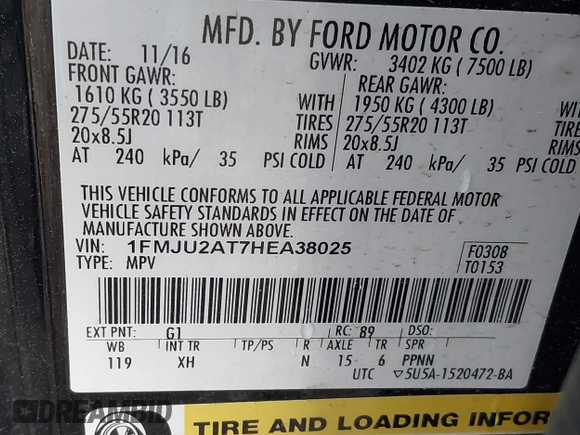 MFD. BY FORD MOTOR CO.
DATE: 11/16 GVWR: 3402 KG ( 7500 LB)
FRONT GAWR: REAR GAWR:
1610 KG ( 3550 LB) WITH 1950 KG ( 4300 LB) WITH
275/55R20 113T TIRES 275/55R20 113T TIRES
20x8.5J RIMS 20x8.5J RIMS
AT 240 kPa/ 35 PSI COLD AT 240 kPa/ 35 PSI COLD
THIS VEHICLE CONFORMS TO ALL APPLICABLE FEDERAL MOTOR
VEHICLE SAFETY STANDARDS IN EFFECT ON THE DATE OF
MANUFACTURE SHOWN ABOVE.
VIN: 1FMJU2AT7HEA38025 F0308
TYPE: MPV T0153
EXT PNT: G1 RC: 89 DSO:
WB INT TR TP/PS R AXLE TR SPR
119 XH N 15 6 PPNN
UTC ▽5U5A-1520472-BA
TIRE AND LOADING INFOR
DREAMBID